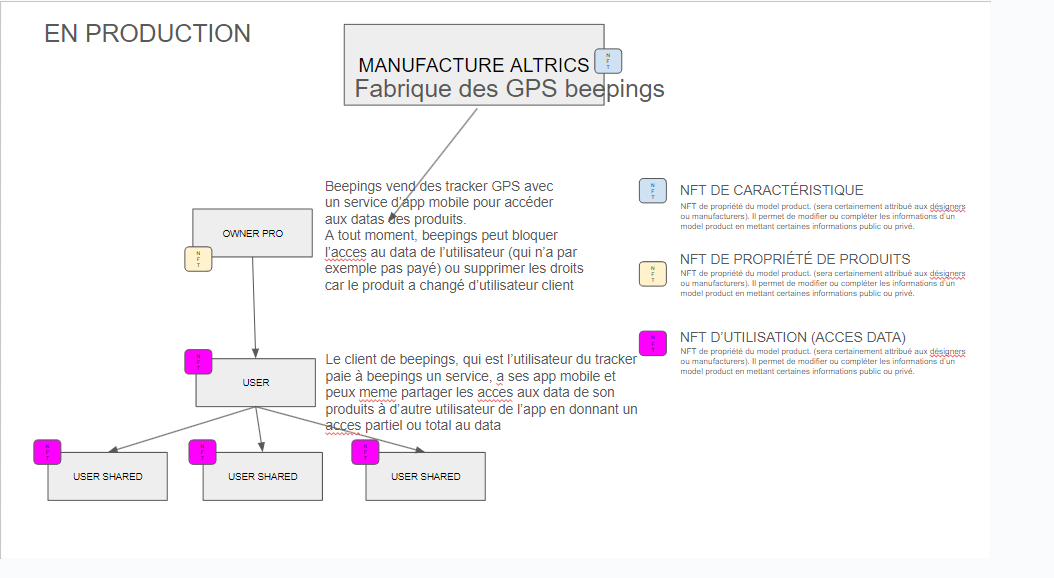 EN PRODUCTION
MANUFACTURE ALTRICS
N
F
T
Fabrique des GPS beepings
Beepings vend des tracker GPS avec
un service d'app mobile pour accéder
aux datas des produits.
A tout moment, beepings peut bloquer
l'acces au data de l'utilisateur (qui n'a par
exemple pas payé) ou supprimer les droits
car le produit a changé d'utilisateur client
OWNER PRO
N
F
T
N
F
T
USER
Le client de beepings, qui est l'utilisateur du tracker
paie à beepings un service, a ses app mobile et
peux meme partager les acces aux data de son
produits à d'autre utilisateur de l'app en donnant un
acces partiel ou total au data
N
F
T
USER SHARED
N
F
T
USER SHARED
N
F
T
USER SHARED
N
F
T
NFT DE CARACTÉRISTIQUE
NFT de propriété du model product. (sera certainement attribué aux désigners
ou manufacturers). Il permet de modifier ou compléter les informations d'un
model product en mettant certaines informations public ou privé.
N
F
T
NFT DE PROPRIÉTÉ DE PRODUITS
NFT de propriété du model product. (sera certainement attribué aux désigners
ou manufacturers). Il permet de modifier ou compléter les informations d'un
model product en mettant certaines informations public ou privé.
N
F
T
NFT D'UTILISATION (ACCES DATA)
NFT de propriété du model product. (sera certainement attribué aux désigners
ou manufacturers). Il permet de modifier ou compléter les informations d'un
model product en mettant certaines informations public ou privé.